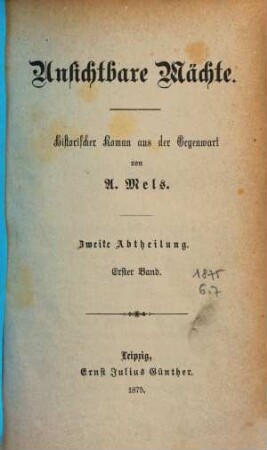 Unsichtbare Mächte.
Historischer Roman aus der Gegenwart
von
A. Mels.
Zweite Abtheilung.
Erster Band.
1875
6.7
Leipzig,
Ernst Julius Günther.
1875.